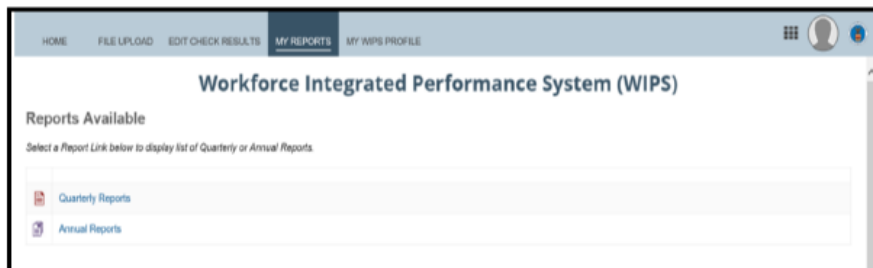 HOME FILE UPLOAD EDIT CHECK RESULTS MY REPORTS MY WIPS PROFILE
Workforce Integrated Performance System (WIPS)
Reports Available
Select a Report Link below to display list of Quarterly or Annual Reports.
Quarterly Reports
Annual Reports